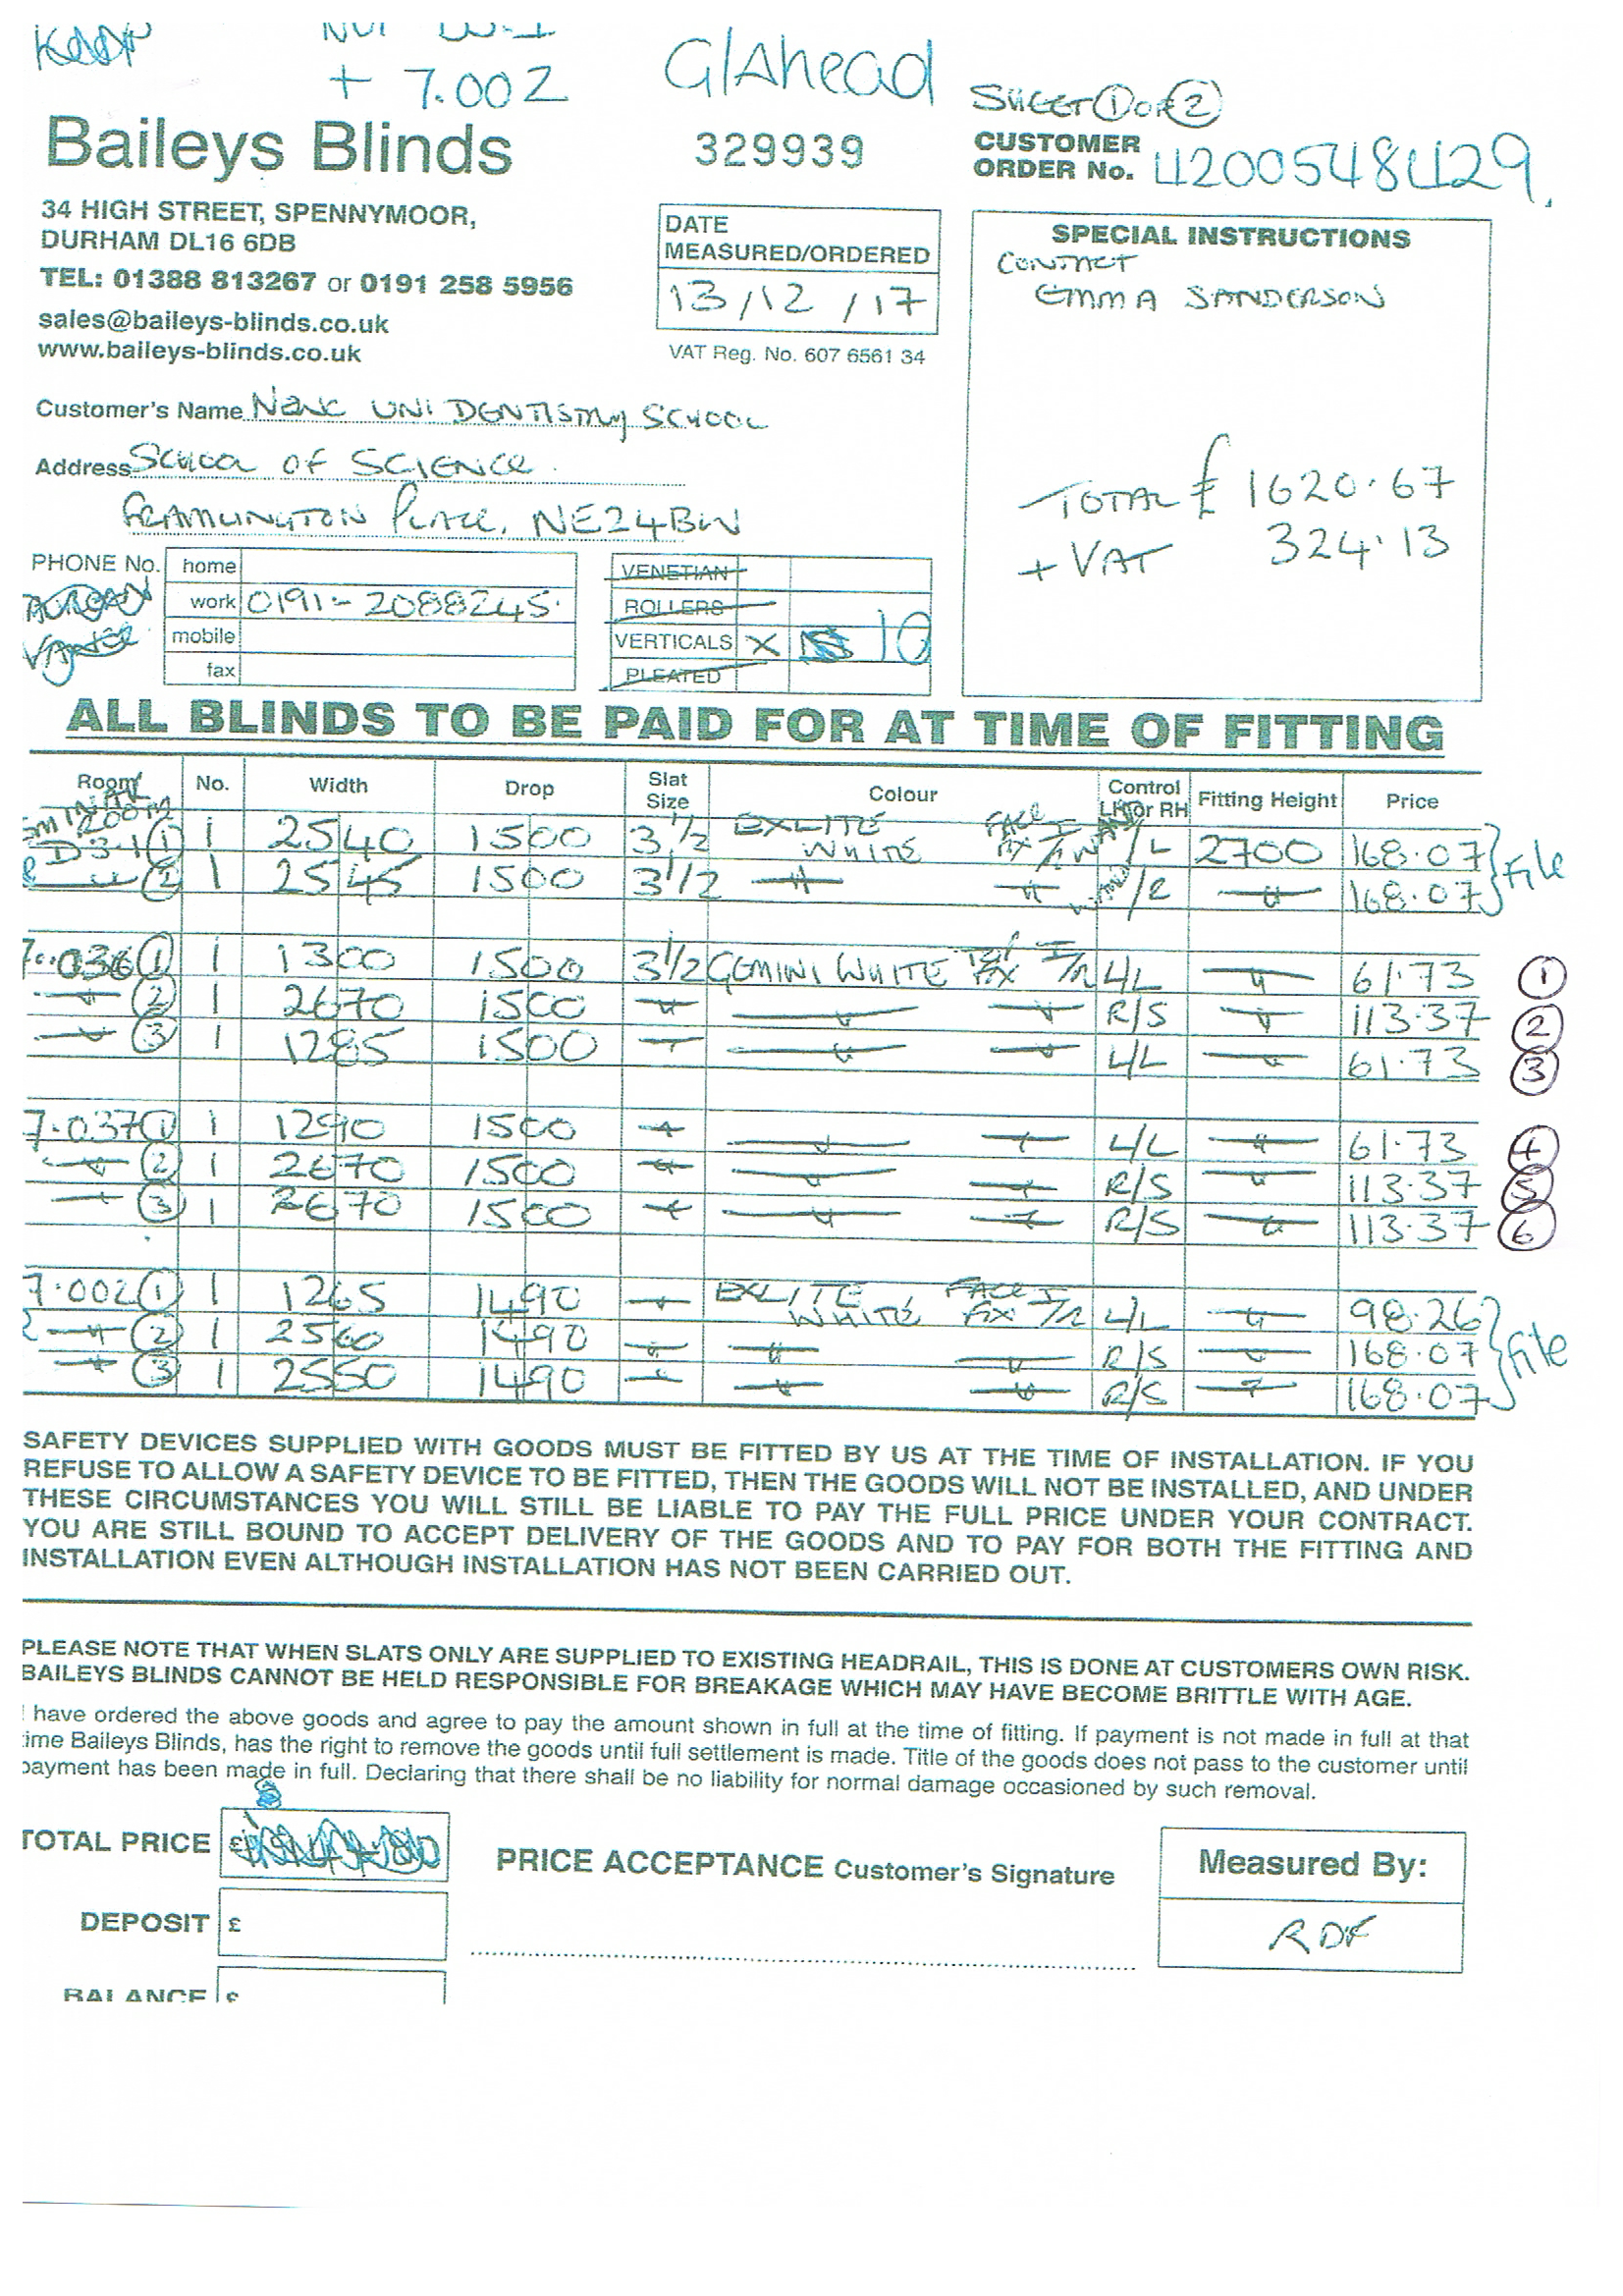 + 7.002
G/Ahead
SHEET 1 OF 2
Baileys Blinds
329939
CUSTOMER
ORDER No. 4200548429.
34 HIGH STREET, SPENNYMOOR,
DURHAM DL16 6DB
TEL: 01388 813267 or 0191 258 5956
sales@baileys-blinds.co.uk
www.baileys-blinds.co.uk
DATE
MEASURED/ORDERED
13/12/17
VAT Reg. No. 607 6561 34
SPECIAL INSTRUCTIONS
CONTACT
EMMA SANDERSON
TOTAL £ 1620.67
+ VAT 324.13
Customer's Name NEWC UNI DENTISTRY SCHOOL
Address SCHOOL OF SCIENCE.
FRAMLINGTON PLACE, NE24BW
PHONE No.
home
work 0191-2088245.
mobile
fax
VENETIAN
ROLLERS
VERTICALS X 10
PLEATED
ALL BLINDS TO BE PAID FOR AT TIME OF FITTING
Room No. Width Drop Slat Size Colour Control LH or RH Fitting Height Price
1 1 2540 1500 3 1/2 EXLITE WHITE FACE FIX /L 2700 168.07 File
2 1 2545 1500 3 1/2 " " /R " 168.07
7.036 1 1 1300 1500 3 1/2 GEMINI WHITE TOP FIX I/R L/L " 61.73 1
" 2 1 2670 1500 " " " R/S " 113.37 2
" 3 1 1285 1500 " " " L/L " 61.73 3
7.037 1 1 1290 1500 " " " L/L " 61.73 4
" 2 1 2670 1500 " " " R/S " 113.37 5
" 3 1 2670 1500 " " " R/S " 113.37 6
7.002 1 1 1265 1490 " EXLITE WHITE FACE FIX I/R L/L " 98.26 File
" 2 1 2560 1490 " " " R/S " 168.07
" 3 1 2550 1490 " " " R/S " 168.07
SAFETY DEVICES SUPPLIED WITH GOODS MUST BE FITTED BY US AT THE TIME OF INSTALLATION. IF YOU
REFUSE TO ALLOW A SAFETY DEVICE TO BE FITTED, THEN THE GOODS WILL NOT BE INSTALLED, AND UNDER
THESE CIRCUMSTANCES YOU WILL STILL BE LIABLE TO PAY THE FULL PRICE UNDER YOUR CONTRACT.
YOU ARE STILL BOUND TO ACCEPT DELIVERY OF THE GOODS AND TO PAY FOR BOTH THE FITTING AND
INSTALLATION EVEN ALTHOUGH INSTALLATION HAS NOT BEEN CARRIED OUT.
PLEASE NOTE THAT WHEN SLATS ONLY ARE SUPPLIED TO EXISTING HEADRAIL, THIS IS DONE AT CUSTOMERS OWN RISK.
BAILEYS BLINDS CANNOT BE HELD RESPONSIBLE FOR BREAKAGE WHICH MAY HAVE BECOME BRITTLE WITH AGE.
I have ordered the above goods and agree to pay the amount shown in full at the time of fitting. If payment is not made in full at that
ime Baileys Blinds, has the right to remove the goods until full settlement is made. Title of the goods does not pass to the customer until
payment has been made in full. Declaring that there shall be no liability for normal damage occasioned by such removal.
TOTAL PRICE £
PRICE ACCEPTANCE Customer's Signature
Measured By:
RDF
DEPOSIT £
BALANCE £